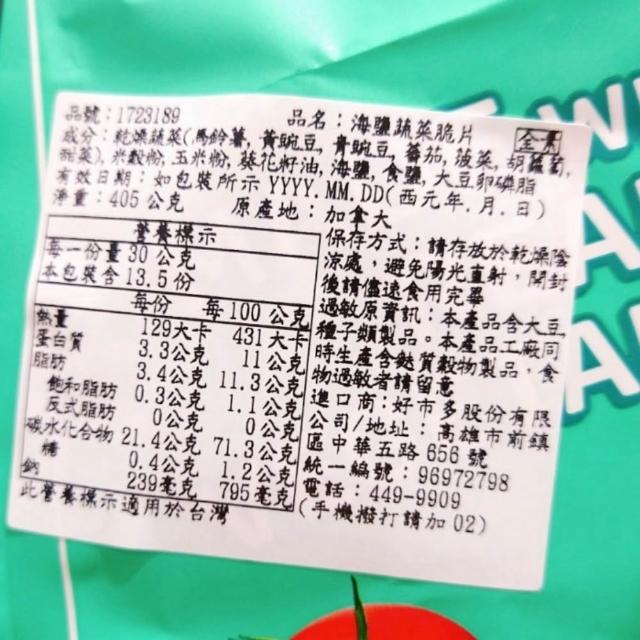 品號：1723189
品名：海鹽蔬菜脆片
全素
成分：乾燥蔬菜(馬鈴薯, 黃豌豆, 青豌豆, 蕃茄, 菠菜, 胡蘿蔔,
甜菜), 米穀粉, 玉米粉, 葵花籽油, 海鹽, 食鹽, 大豆卵磷脂
有效日期：如包裝所示 YYYY.MM.DD(西元年.月.日)
淨重：405 公克 原產地：加拿大
營養標示
每一份量 30 公克
本包裝含 13.5 份
每份 每 100 公克
熱量 129大卡 431 大卡
蛋白質 3.3公克 11 公克
脂肪 3.4公克 11.3公克
飽和脂肪 0.3公克 1.1公克
反式脂肪 0公克 0公克
碳水化合物 21.4公克 71.3公克
糖 0.4公克 1.2公克
鈉 239毫克 795毫克
此營養標示適用於台灣
保存方式：請存放於乾燥陰
涼處，避免陽光直射，開封
後請儘速食用完畢
過敏原資訊：本產品含大豆,
種子類製品。本產品工廠同
時生產含麩質穀物製品，食
物過敏者請留意
進口商：好市多股份有限
公司/地址：高雄市前鎮
區中華五路 656 號
統一編號：96972798
電話：449-9909
(手機撥打請加 02)